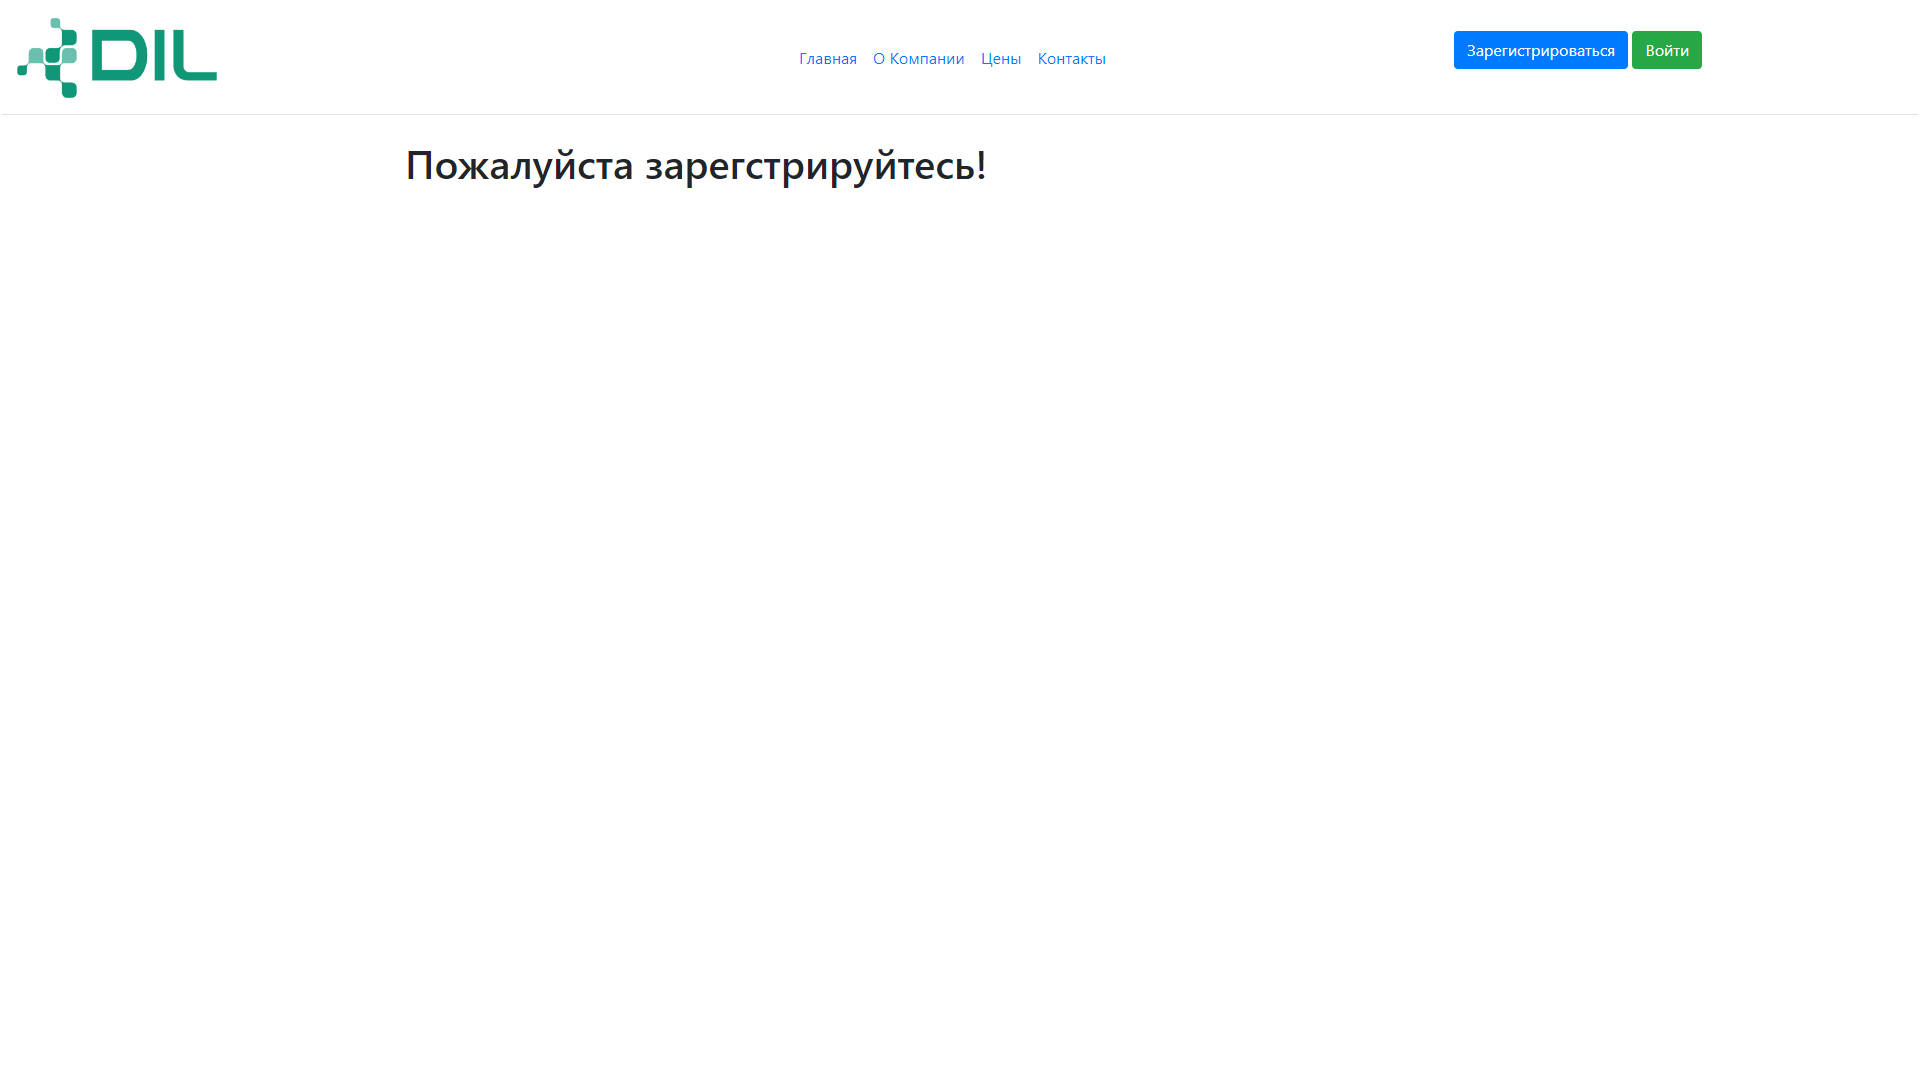 DIL
Главная О Компании Цены Контакты
Зарегистрироваться Войти
Пожалуйста зарегстрируйтесь!